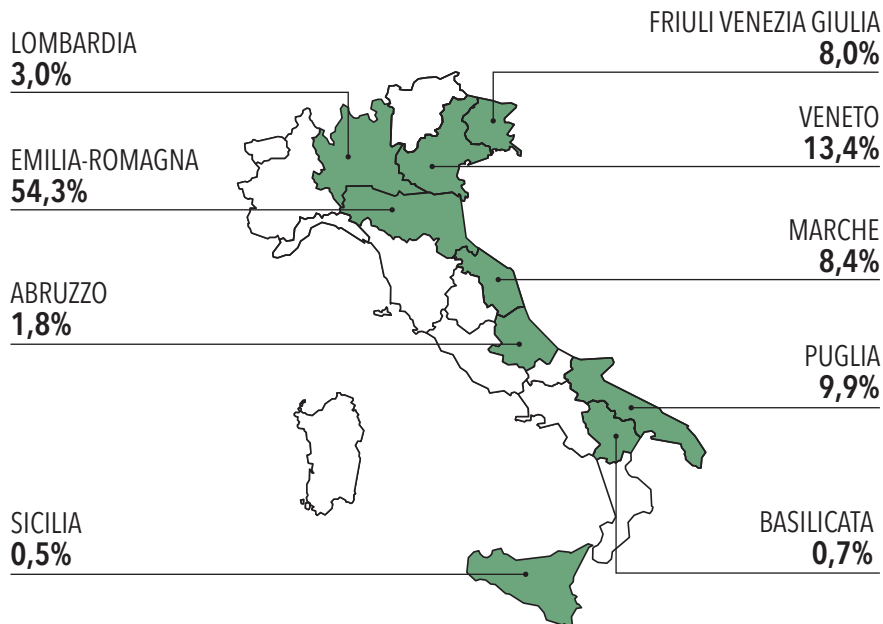 LOMBARDIA
3,0%
EMILIA-ROMAGNA
54,3%
ABRUZZO
1,8%
SICILIA
0,5%
FRIULI VENEZIA GIULIA
8,0%
VENETO
13,4%
MARCHE
8,4%
PUGLIA
9,9%
BASILICATA
0,7%